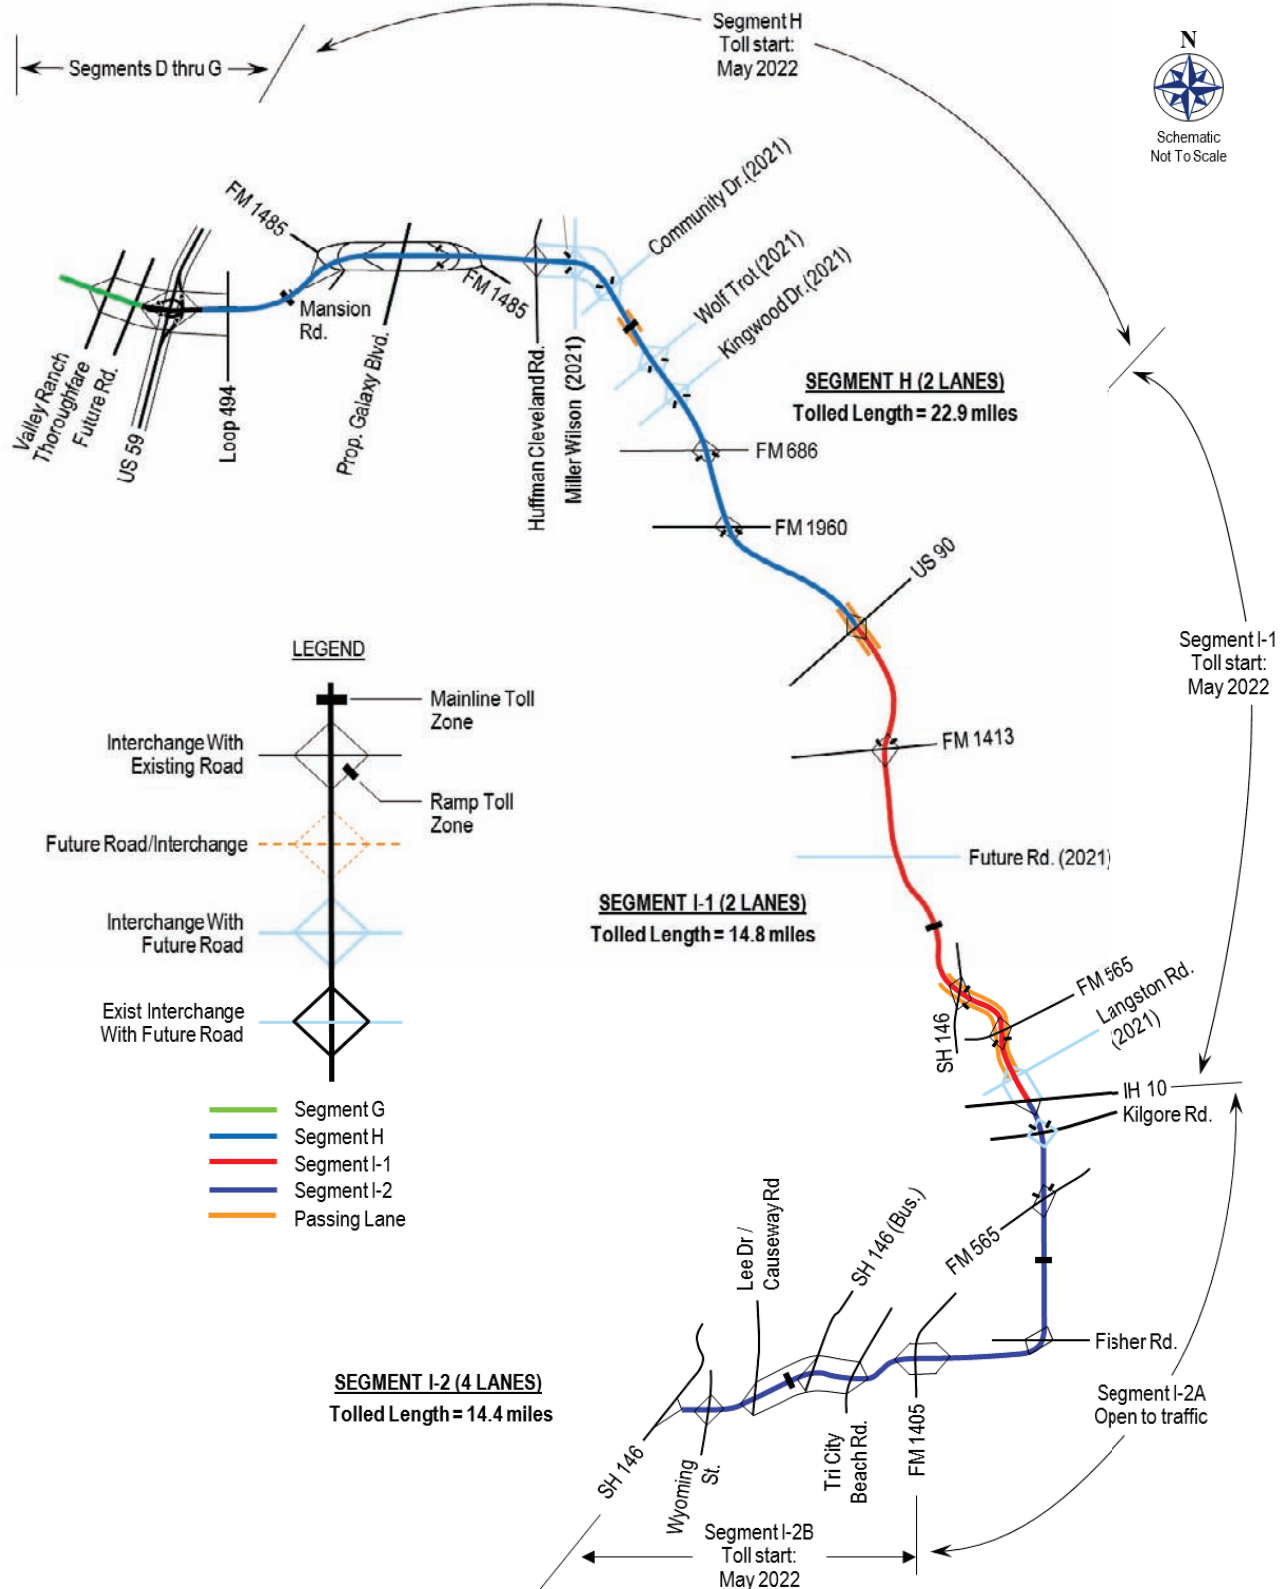 Segment H
Toll start:
May 2022
Segments D thru G
N
Schematic
Not To Scale
FM 1485
Community Dr.(2021)
Wolf Trot (2021)
Kingwood Dr.(2021)
FM 1485
Mansion
Rd.
Valley Ranch
Thoroughfare
Future Rd.
US 59
Loop 494
Prop. Galaxy Blvd.
Huffman Cleveland Rd.
Miller Wilson (2021)
SEGMENT H (2 LANES)
Tolled Length = 22.9 miles
FM 686
FM 1960
US 90
Segment I-1
Toll start:
May 2022
LEGEND
Mainline Toll
Zone
Interchange With
Existing Road
Ramp Toll
Zone
Future Road/Interchange
Interchange With
Future Road
Exist Interchange
With Future Road
Segment G
Segment H
Segment I-1
Segment I-2
Passing Lane
FM 1413
Future Rd. (2021)
SEGMENT I-1 (2 LANES)
Tolled Length = 14.8 miles
FM 565
Langston Rd.
(2021)
SH 146
IH 10
Kilgore Rd.
FM 565
Lee Dr /
Causeway Rd
SH 146 (Bus.)
Fisher Rd.
SEGMENT I-2 (4 LANES)
Tolled Length = 14.4 miles
Segment I-2A
Open to traffic
SH 146
Wyoming
St.
Tri City
Beach Rd.
FM 1405
Segment I-2B
Toll start:
May 2022